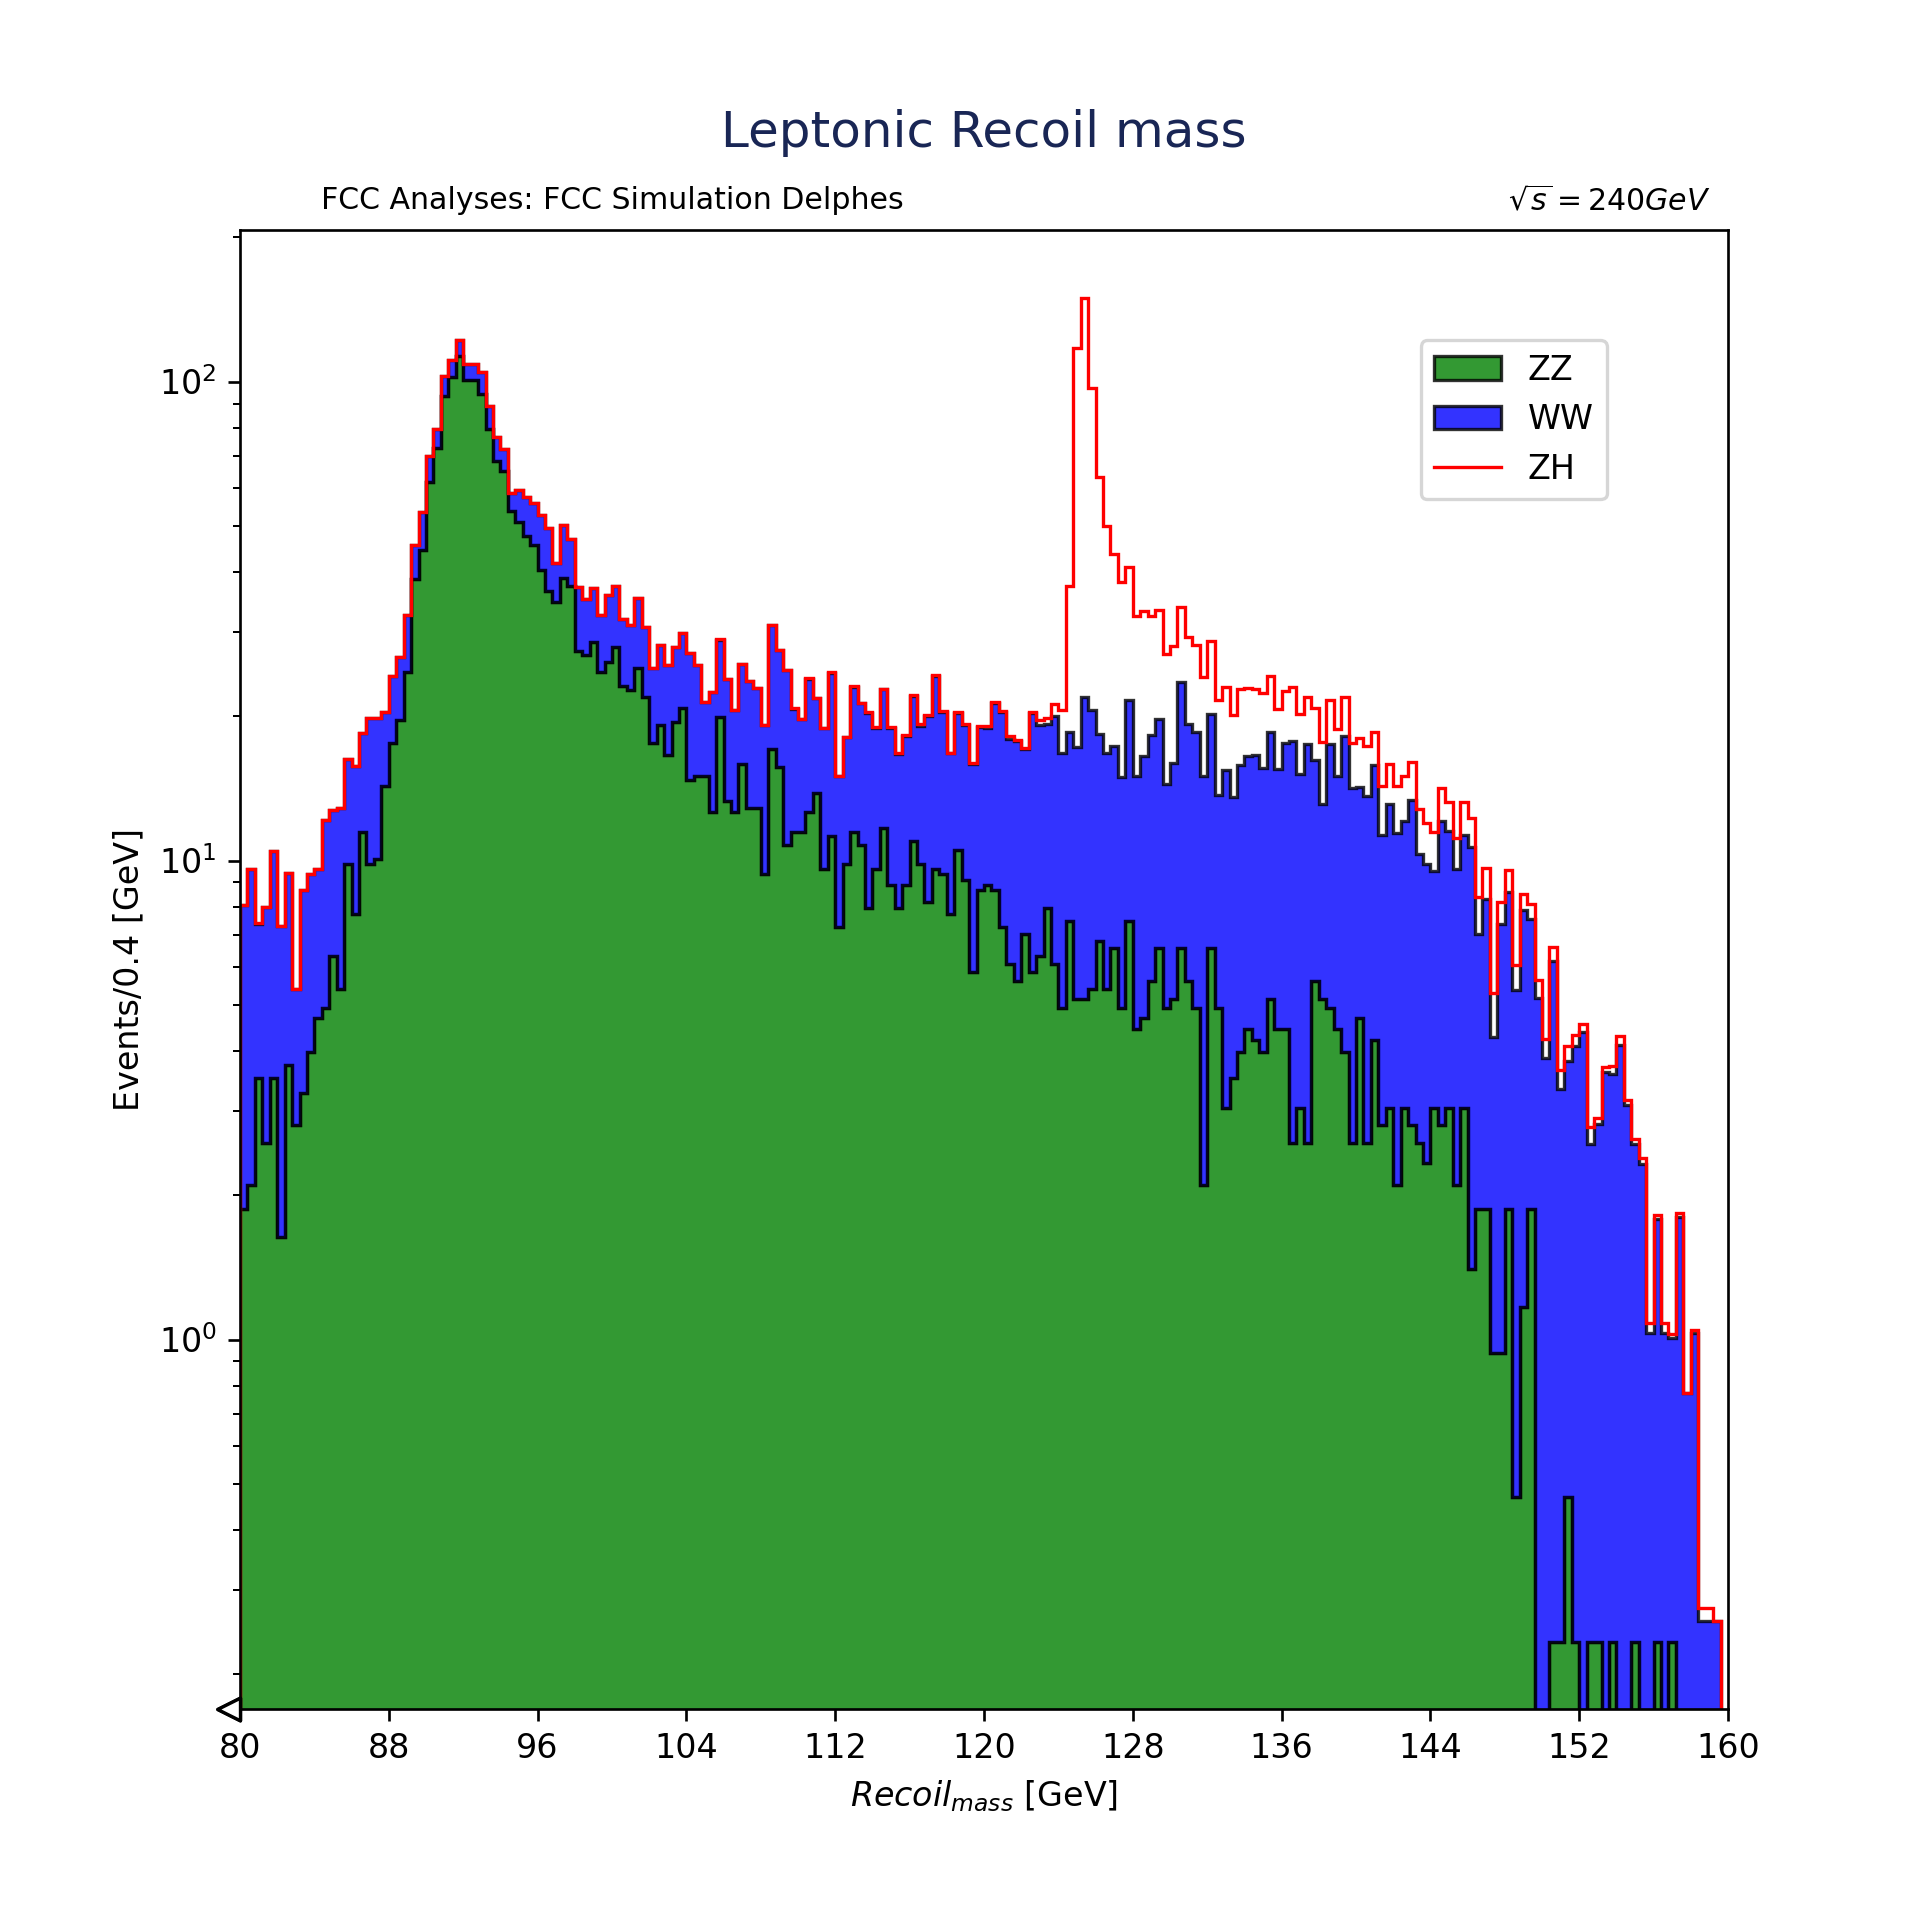 Leptonic Recoil mass
FCC Analyses: FCC Simulation Delphes
√s = 240GeV
ZZ
WW
ZH
10²
10¹
10⁰
Events/0.4 [GeV]
80 88 96 104 112 120 128 136 144 152 160
Recoil_mass [GeV]